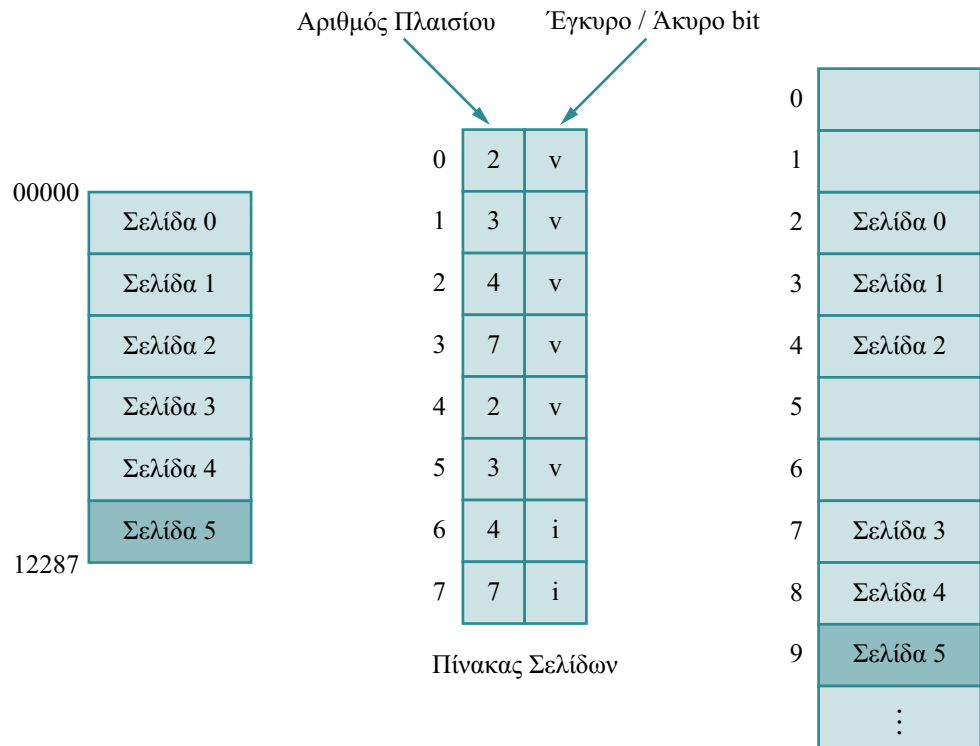 Αριθμός Πλαισίου
Έγκυρο / Άκυρο bit
00000
Σελίδα 0
Σελίδα 1
Σελίδα 2
Σελίδα 3
Σελίδα 4
Σελίδα 5
12287
0 2 v
1 3 v
2 4 v
3 7 v
4 2 v
5 3 v
6 4 i
7 7 i
Πίνακας Σελίδων
0
1
2 Σελίδα 0
3 Σελίδα 1
4 Σελίδα 2
5
6
7 Σελίδα 3
8 Σελίδα 4
9 Σελίδα 5
⋮